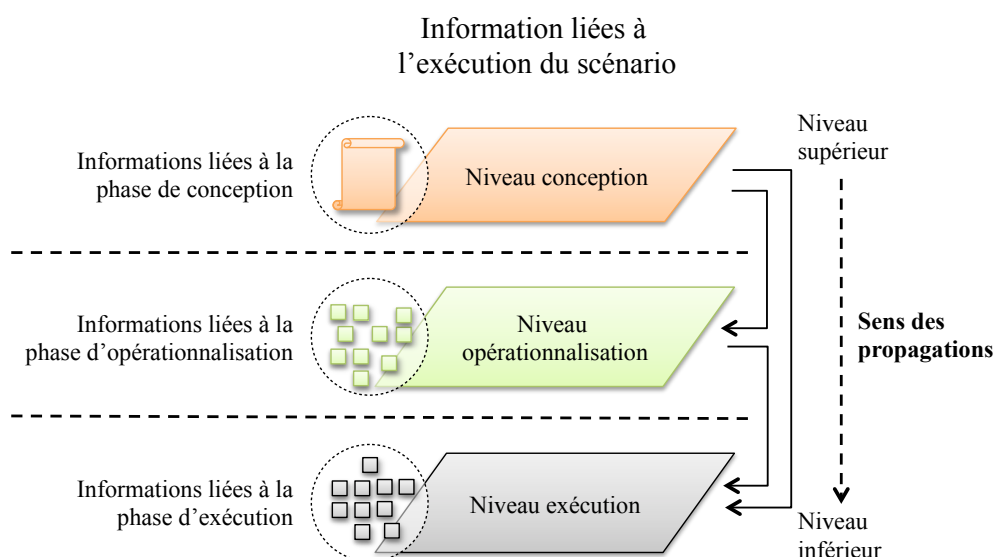 Information liées à
l’exécution du scénario
Niveau
supérieur
Informations liées à la
phase de conception
Niveau conception
Informations liées à la
phase d’opérationnalisation
Niveau
opérationnalisation
Sens des
propagations
Informations liées à la
phase d'exécution
Niveau exécution
Niveau
inférieur